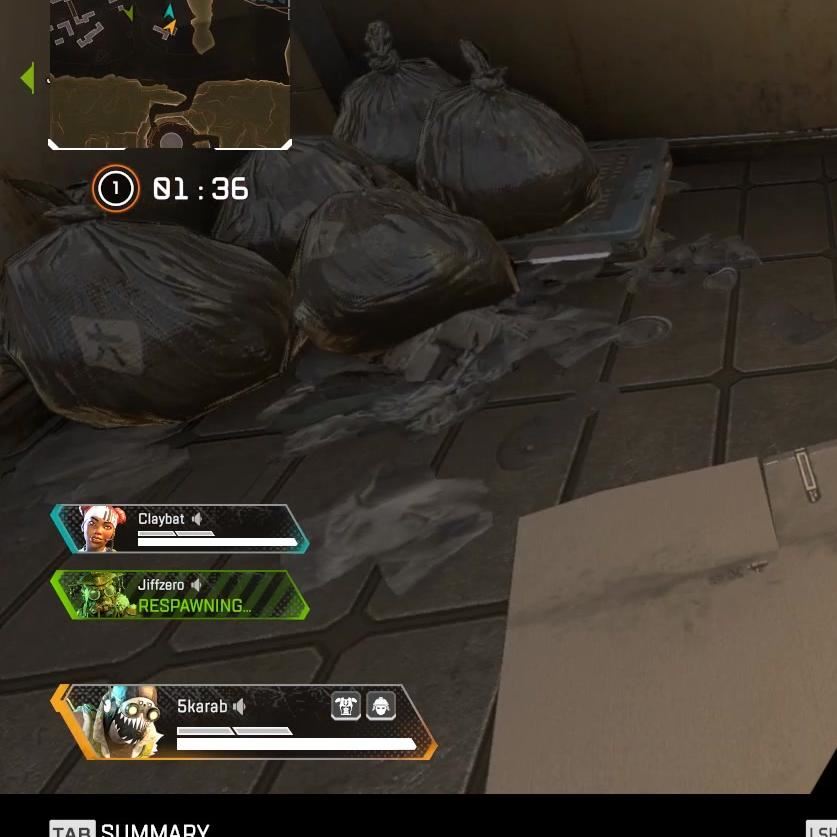 1 01:36
Claybat
Jiffzero
RESPAWNING...
5karab
TAB SUMMARY